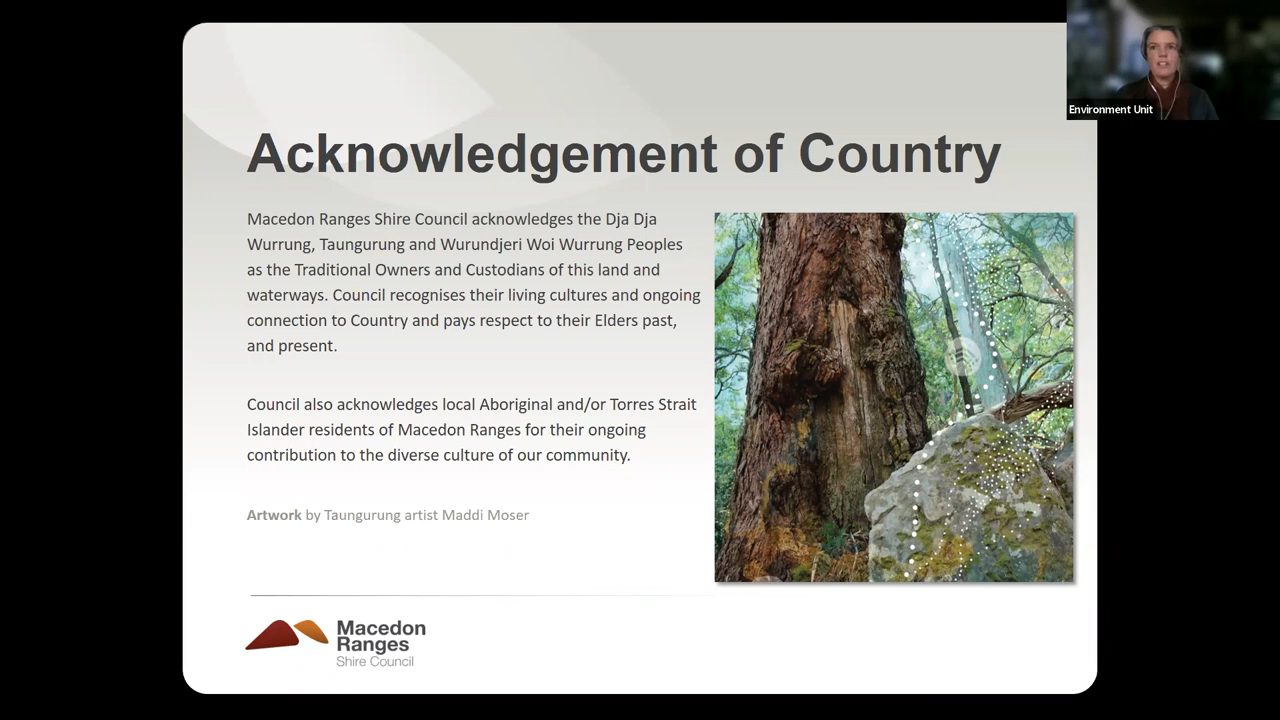 Environment Unit
Acknowledgement of Country
Macedon Ranges Shire Council acknowledges the Dja Dja
Wurrung, Taungurung and Wurundjeri Woi Wurrung Peoples
as the Traditional Owners and Custodians of this land and
waterways. Council recognises their living cultures and ongoing
connection to Country and pays respect to their Elders past,
and present.
Council also acknowledges local Aboriginal and/or Torres Strait
Islander residents of Macedon Ranges for their ongoing
contribution to the diverse culture of our community.
Artwork by Taungurung artist Maddi Moser
Macedon
Ranges
Shire Council